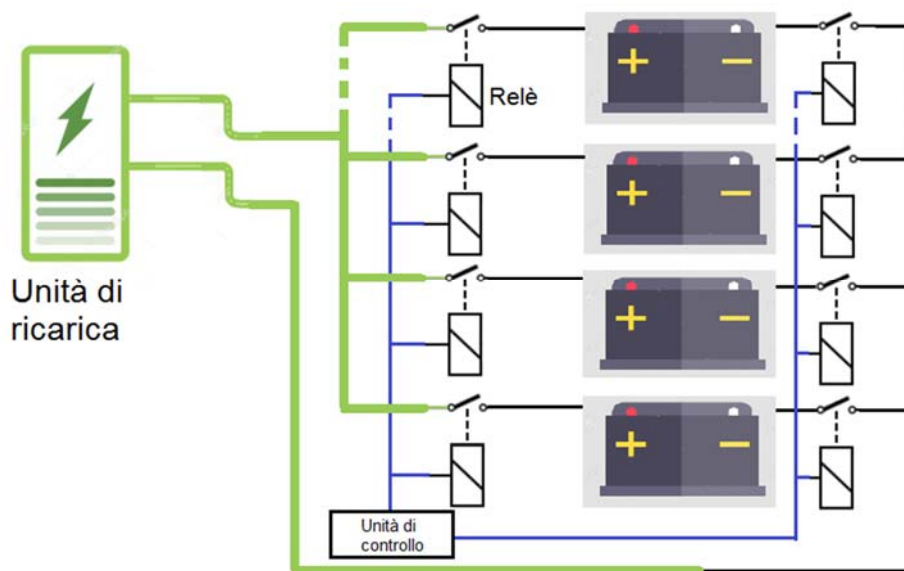 Relè
Unità di
ricarica
Unità di
controllo